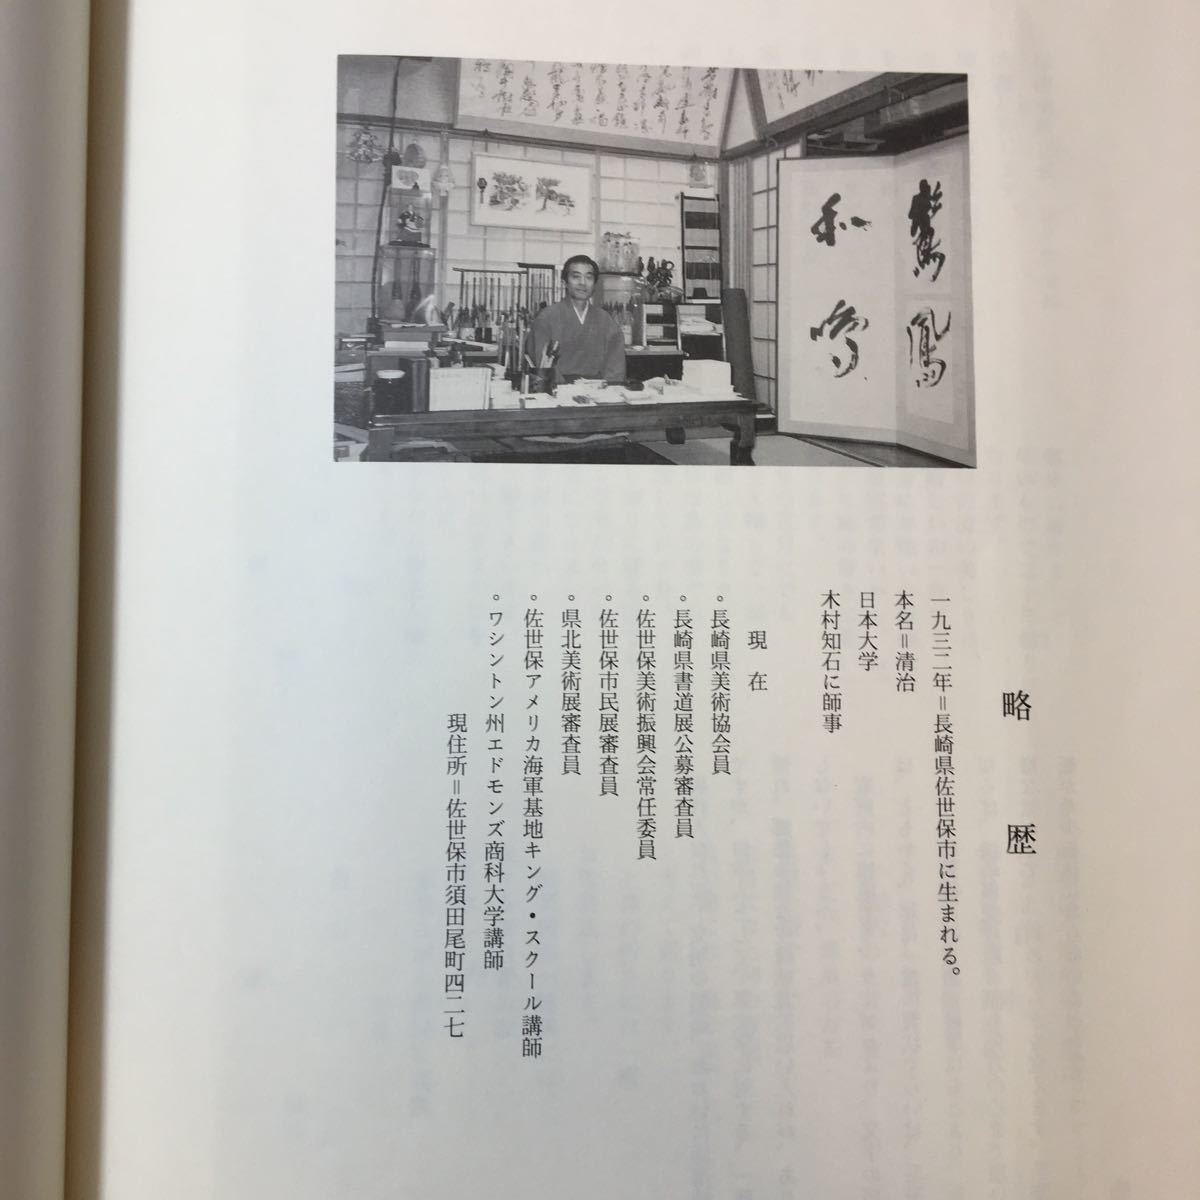 鸞鳳
和鳴
略歴
一九三二年＝長崎県佐世保市に生まれる。
本名＝清治
日本大学
木村知石に師事
現在
。長崎県美術協会員
。長崎県書道展公募審査員
。佐世保美術振興会常任委員
。佐世保市民展審査員
。県北美術展審査員
。佐世保アメリカ海軍基地キング・スクール講師
。ワシントン州エドモンズ商科大学講師
現住所＝佐世保市須田尾町四二七